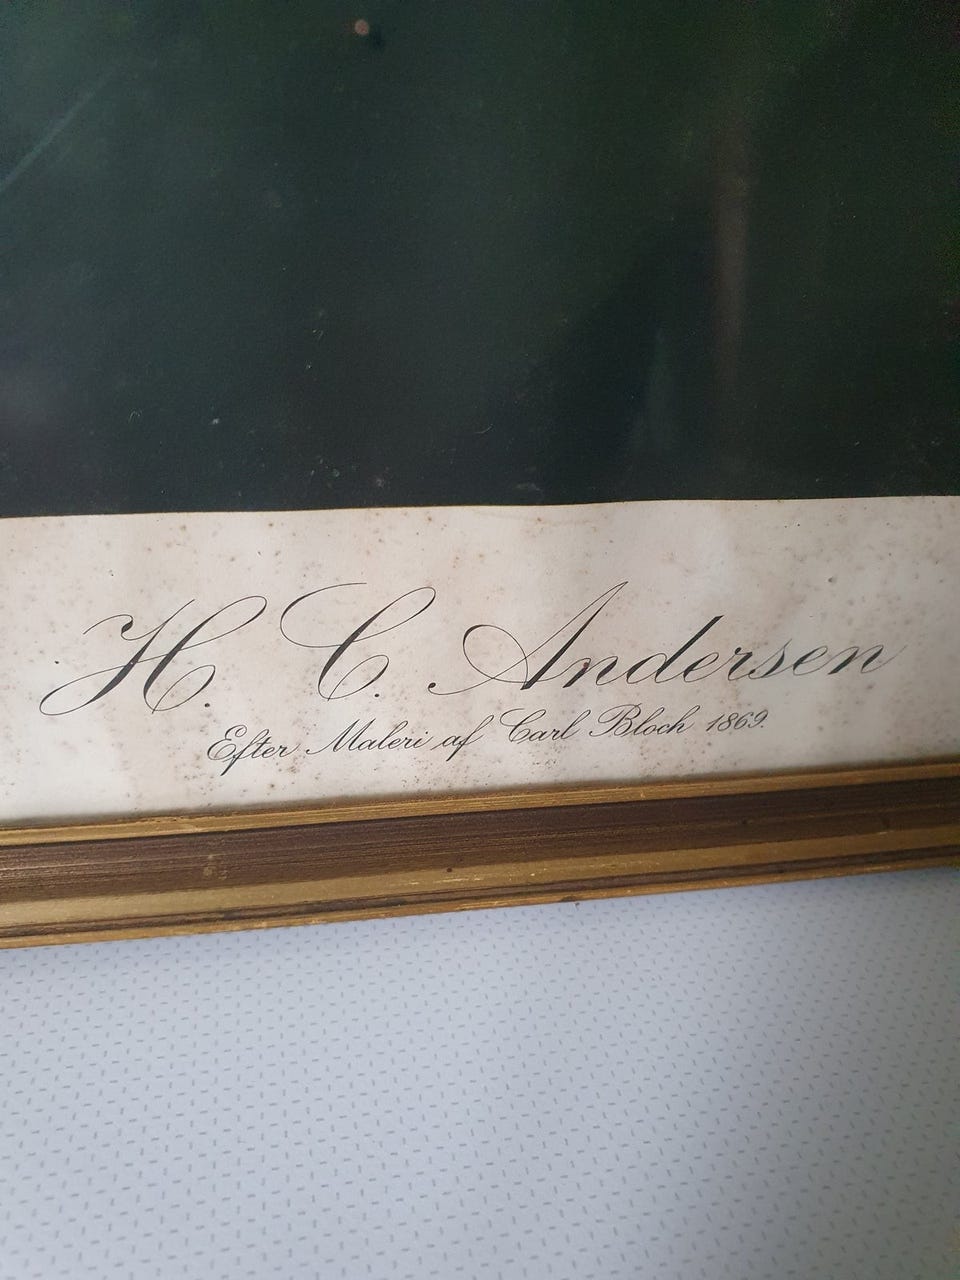 H. C. Andersen
Efter Maleri af Carl Bloch 1869.